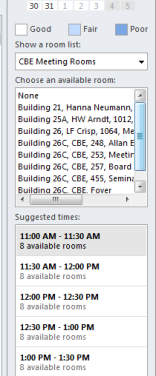 30 31 1 2 3 4 5
Good Fair Poor
Show a room list:
CBE Meeting Rooms
Choose an available room:
None
Building 21, Hanna Neumann,
Building 25A, HW Arndt, 1012,
Building 26, LF Crisp, 1064, Me
Building 26C, CBE, 248, Allan E
Building 26C, CBE, 253, Meetin
Building 26C, CBE, 257, Board
Building 26C, CBE, 455, Semina
Building 26C, CBE, Foyer
Suggested times:
11:00 AM - 11:30 AM
8 available rooms
11:30 AM - 12:00 PM
8 available rooms
12:00 PM - 12:30 PM
8 available rooms
12:30 PM - 1:00 PM
8 available rooms
1:00 PM - 1:30 PM
8 available rooms